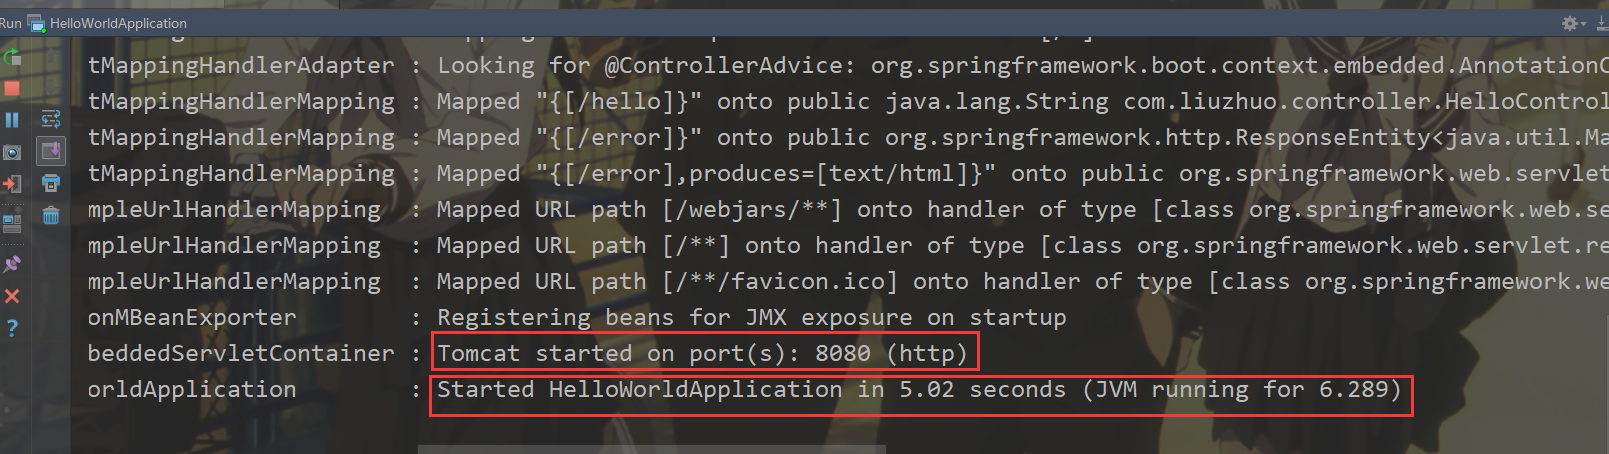 Run HelloWorldApplication
tMappingHandlerAdapter : Looking for @ControllerAdvice: org.springframework.boot.context.embedded.AnnotationC
tMappingHandlerMapping : Mapped "{[/hello]}" onto public java.lang.String com.liuzhuo.controller.HelloControl
tMappingHandlerMapping : Mapped "{[/error]}" onto public org.springframework.http.ResponseEntity<java.util.Ma
tMappingHandlerMapping : Mapped "{[/error],produces=[text/html]}" onto public org.springframework.web.servlet
mpleUrlHandlerMapping : Mapped URL path [/webjars/**] onto handler of type [class org.springframework.web.se
mpleUrlHandlerMapping : Mapped URL path [/**] onto handler of type [class org.springframework.web.servlet.re
mpleUrlHandlerMapping : Mapped URL path [/**/favicon.ico] onto handler of type [class org.springframework.we
onMBeanExporter : Registering beans for JMX exposure on startup
beddedServletContainer : Tomcat started on port(s): 8080 (http)
orldApplication : Started HelloWorldApplication in 5.02 seconds (JVM running for 6.289)